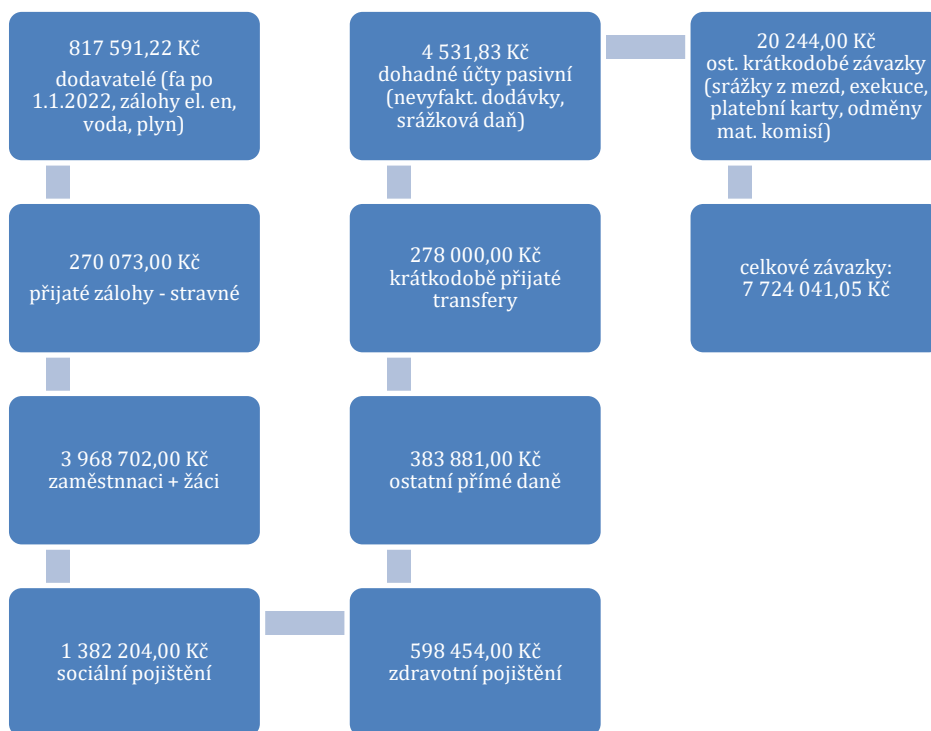 817 591,22 Kč
dodavatelé (fa po
1.1.2022, zálohy el. en,
voda, plyn)
270 073,00 Kč
přijaté zálohy - stravné
3 968 702,00 Kč
zaměstnnaci + žáci
1 382 204,00 Kč
sociální pojištění
598 454,00 Kč
zdravotní pojištění
383 881,00 Kč
ostatní přímé daně
278 000,00 Kč
krátkodobě přijaté
transfery
4 531,83 Kč
dohadné účty pasivní
(nevyfakt. dodávky,
srážková daň)
20 244,00 Kč
ost. krátkodobé závazky
(srážky z mezd, exekuce,
platební karty, odměny
mat. komisí)
celkové závazky:
7 724 041,05 Kč